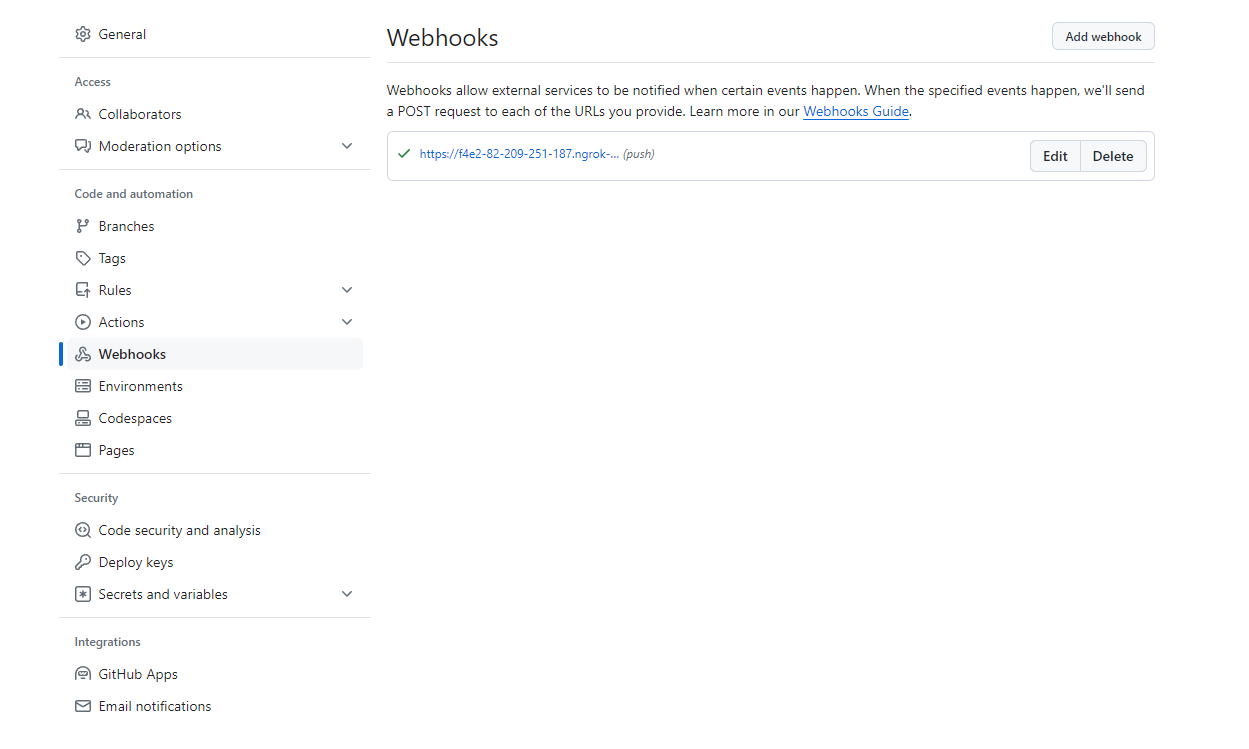 General
Access
Collaborators
Moderation options
Code and automation
Branches
Tags
Rules
Actions
Webhooks
Environments
Codespaces
Pages
Security
Code security and analysis
Deploy keys
Secrets and variables
Integrations
GitHub Apps
Email notifications
Webhooks
Add webhook
Webhooks allow external services to be notified when certain events happen. When the specified events happen, we'll send
a POST request to each of the URLs you provide. Learn more in our Webhooks Guide.
https://f4e2-82-209-251-187.ngrok-... (push)
Edit
Delete